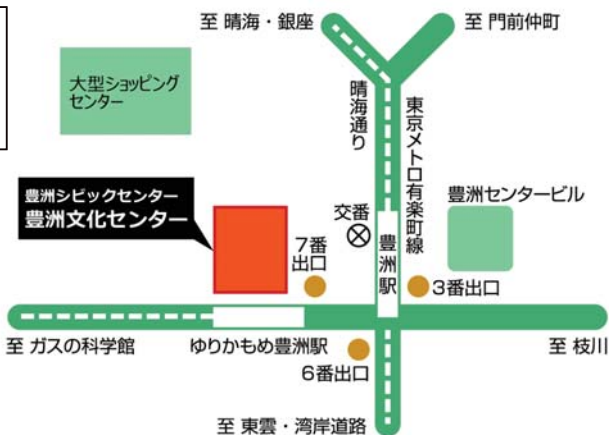 至 晴海・銀座
至 門前仲町
大型ショッピング
センター
晴海通り
東京メトロ有楽町線
豊洲シビックセンター
豊洲文化センター
交番
豊洲センタービル
7番
出口
豊洲駅
3番出口
至 ガスの科学館
ゆりかもめ豊洲駅
至 枝川
6番出口
至 東雲・湾岸道路